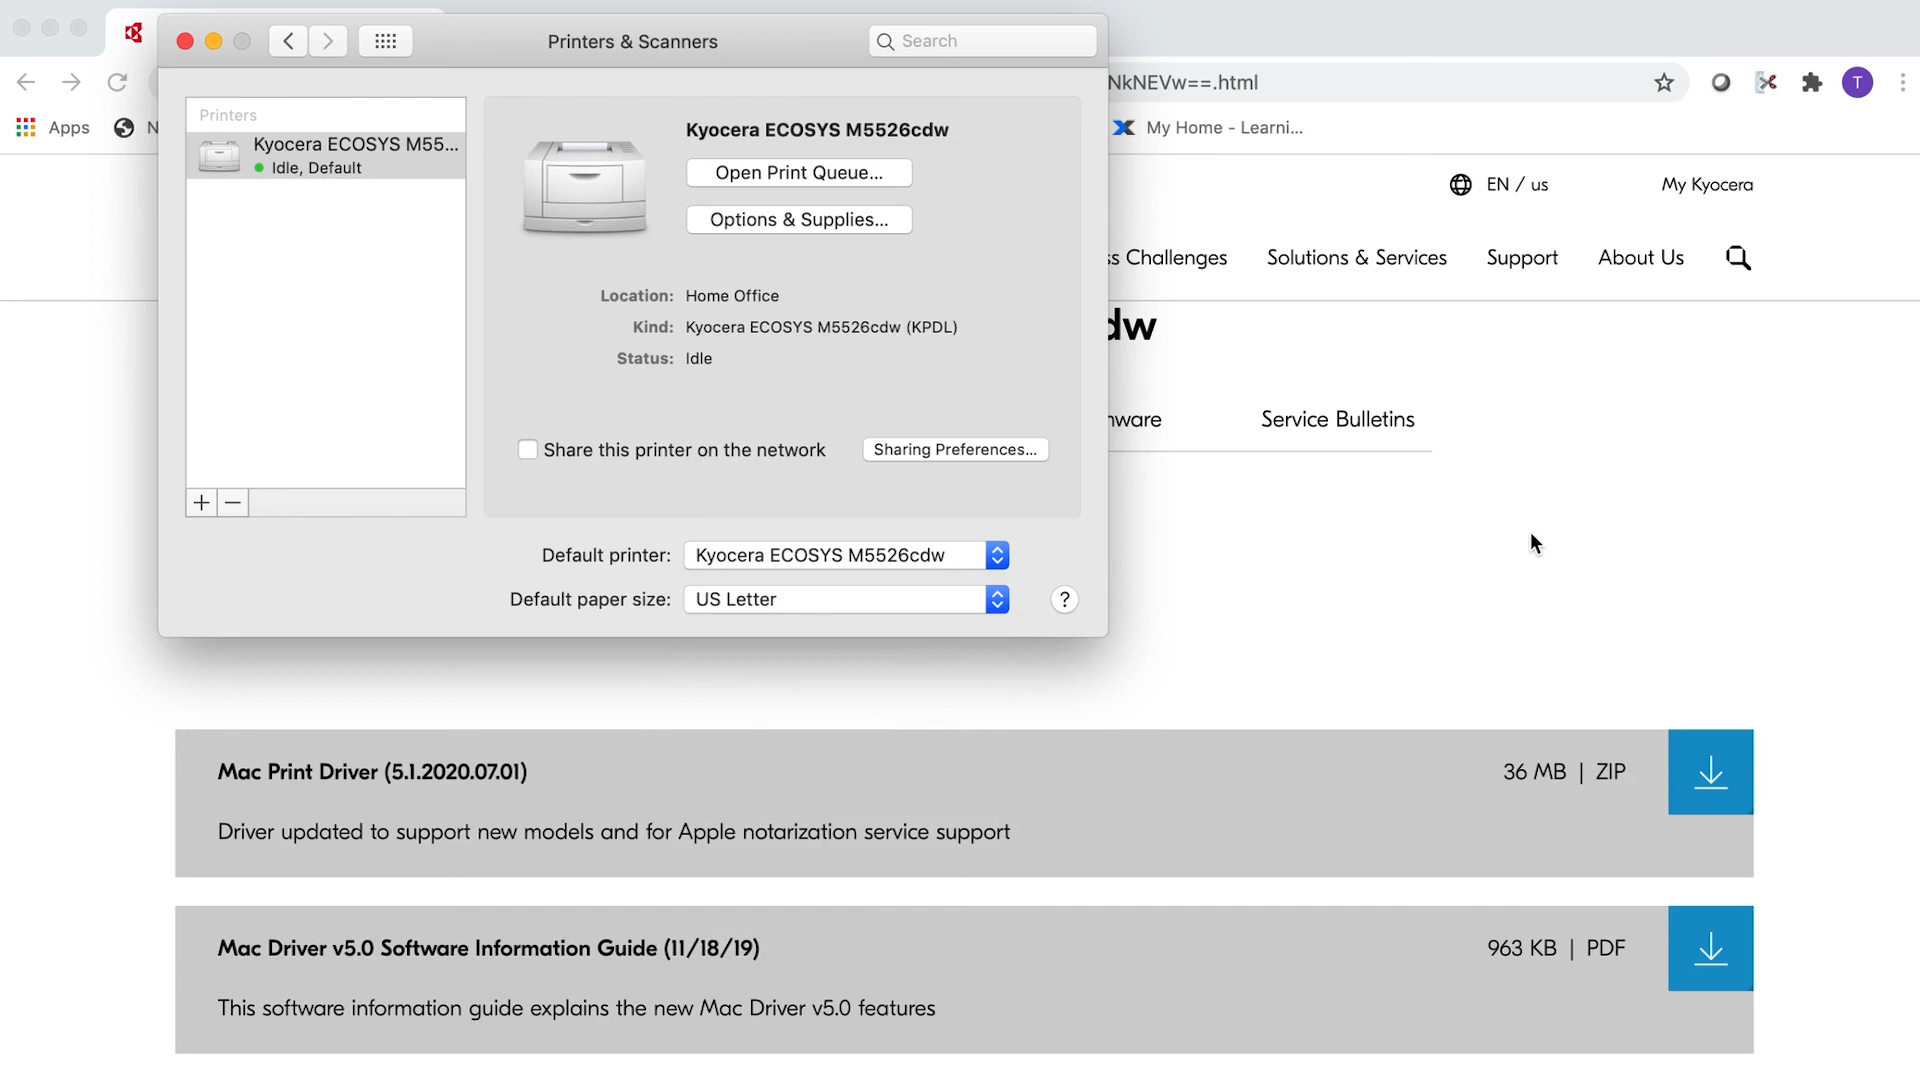 Printers & Scanners
Search
NkNEVw==.html
T
Apps
N
My Home - Learni...
Printers
Kyocera ECOSYS M55...
Idle, Default
Kyocera ECOSYS M5526cdw
Open Print Queue...
Options & Supplies...
Location: Home Office
Kind: Kyocera ECOSYS M5526cdw (KPDL)
Status: Idle
Share this printer on the network
Sharing Preferences...
+ −
Default printer: Kyocera ECOSYS M5526cdw
Default paper size: US Letter
?
EN / us
My Kyocera
ss Challenges
Solutions & Services
Support
About Us
dw
ware
Service Bulletins
Mac Print Driver (5.1.2020.07.01)
36 MB | ZIP
Driver updated to support new models and for Apple notarization service support
Mac Driver v5.0 Software Information Guide (11/18/19)
963 KB | PDF
This software information guide explains the new Mac Driver v5.0 features